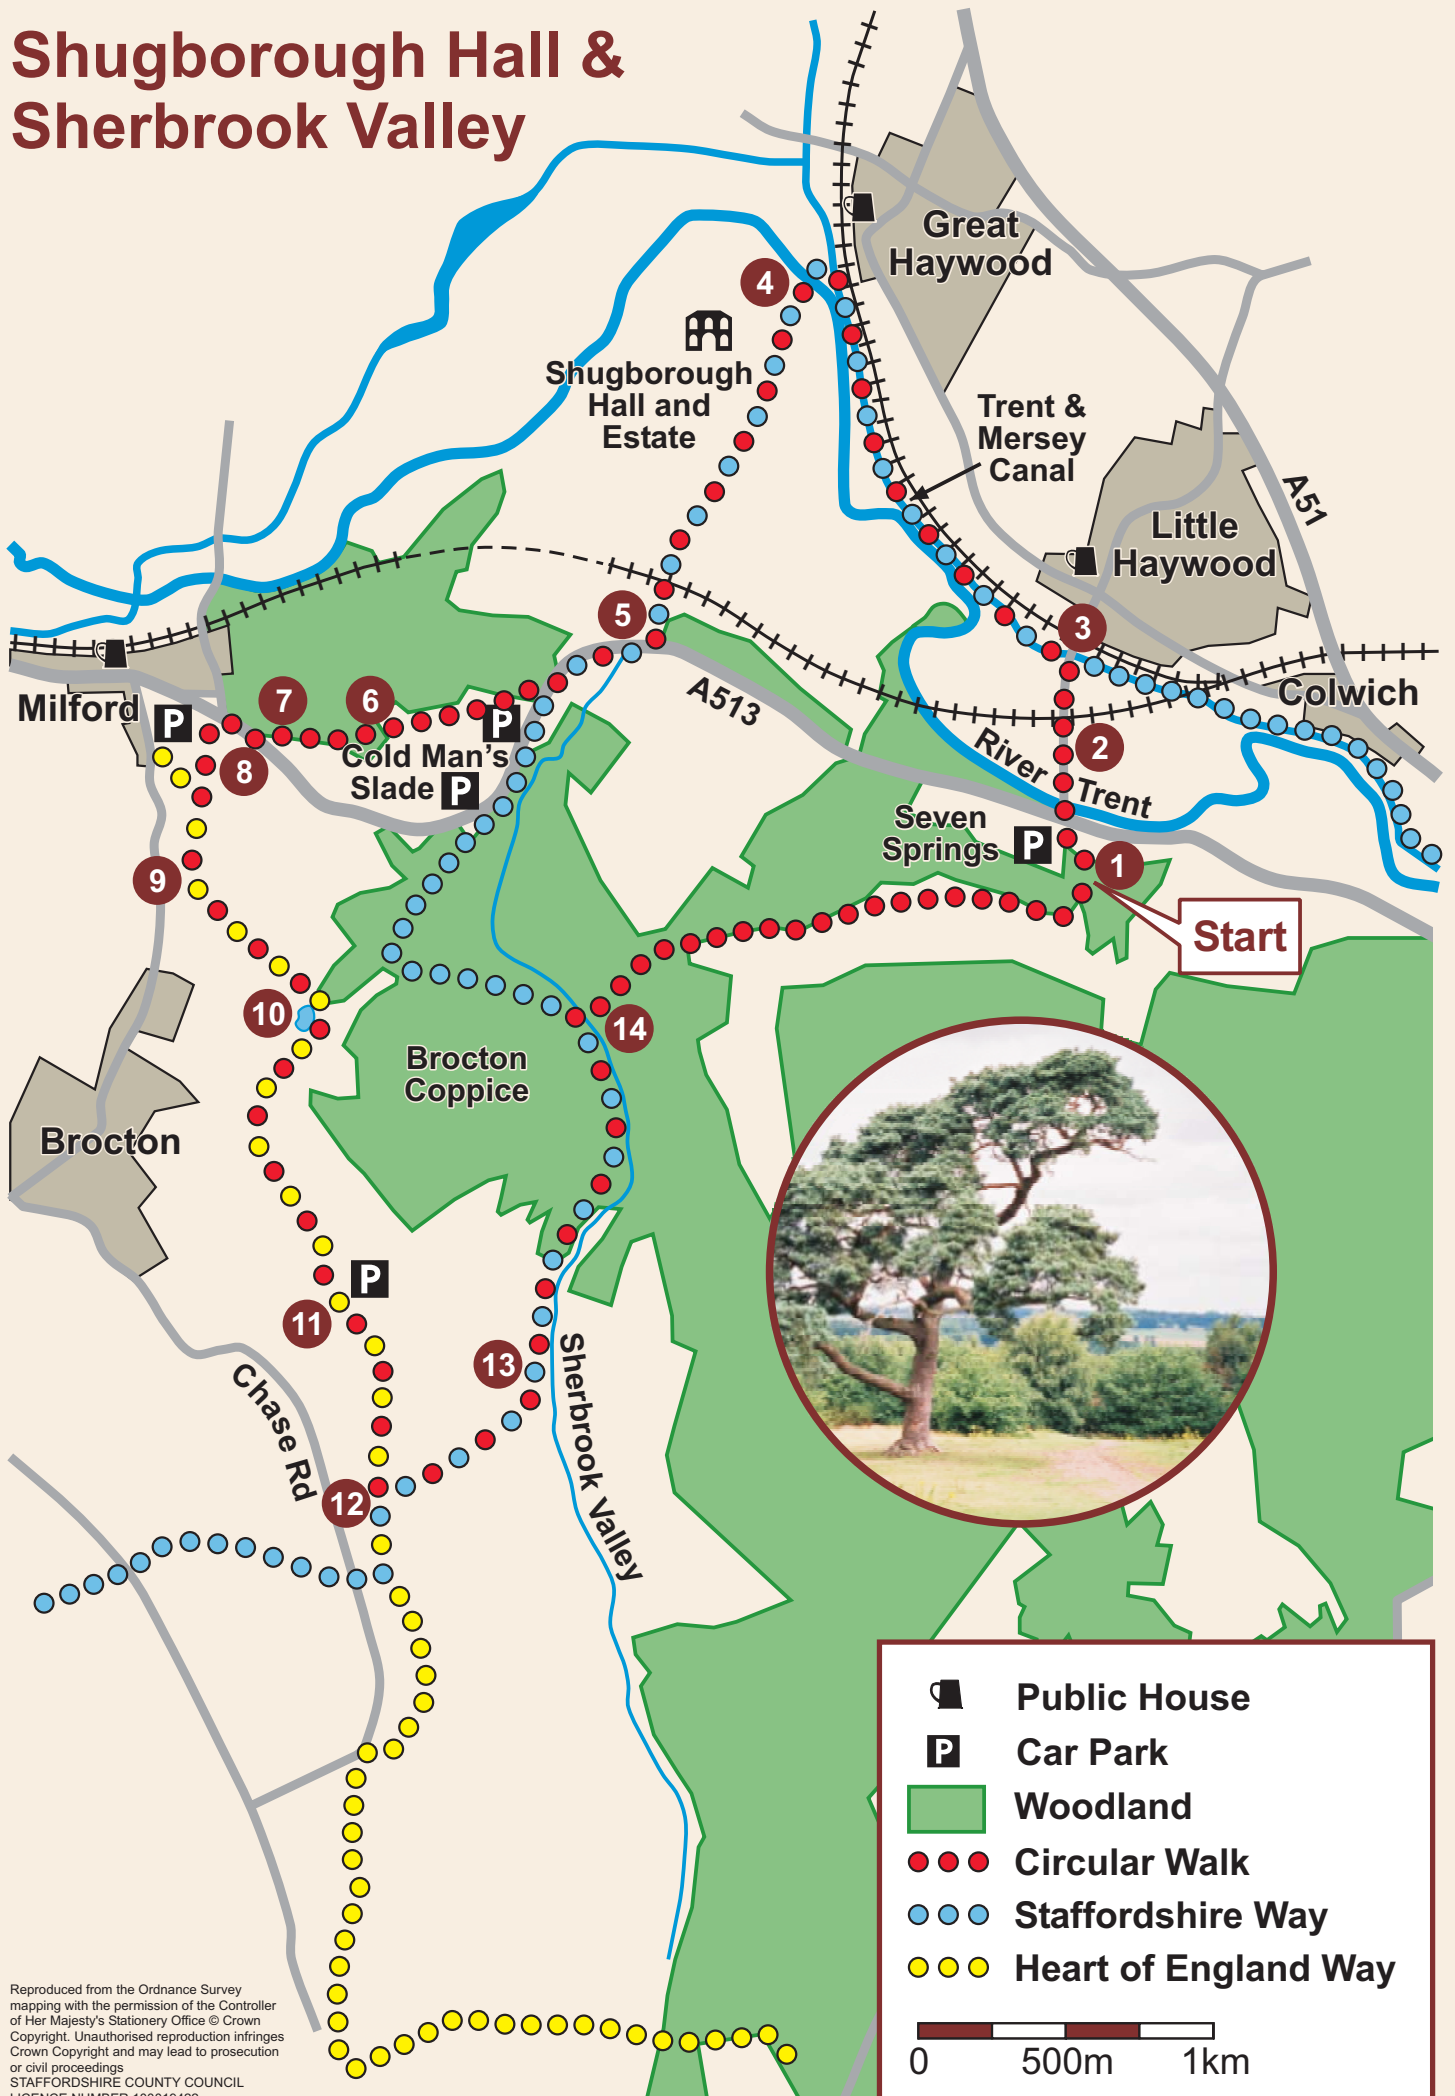 Shugborough Hall &
Sherbrook Valley
Great
Haywood
4
Shugborough
Hall and
Estate
Trent &
Mersey
Canal
A51
Little
Haywood
5
3
Milford
P
7
6
P
A513
Colwich
2
River Trent
8
Cold Man's
Slade P
Seven
Springs P
1
9
Start
10
14
Brocton
Coppice
Brocton
P
11
13
Sherbrook Valley
Chase Rd
12
Public House
P Car Park
Woodland
Circular Walk
Staffordshire Way
Heart of England Way
0 500m 1km
Reproduced from the Ordnance Survey
mapping with the permission of the Controller
of Her Majesty's Stationery Office © Crown
Copyright. Unauthorised reproduction infringes
Crown Copyright and may lead to prosecution
or civil proceedings
STAFFORDSHIRE COUNTY COUNCIL
LICENCE NUMBER